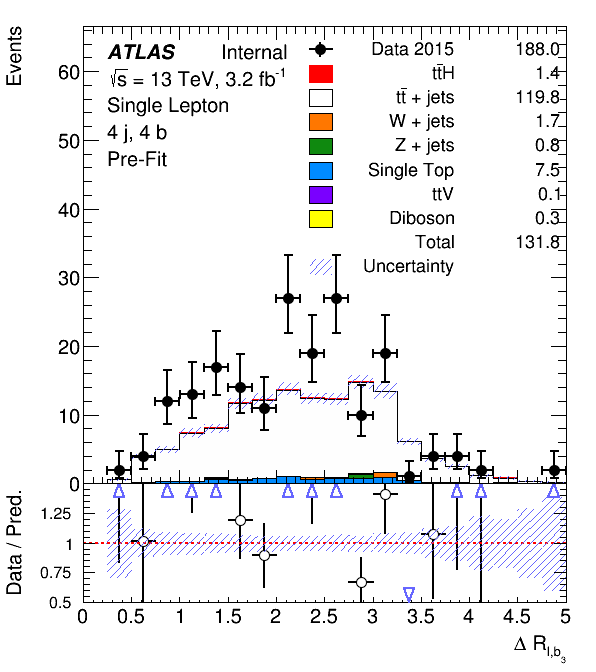 ATLAS Internal
√s = 13 TeV, 3.2 fb⁻¹
Single Lepton
4 j, 4 b
Pre-Fit
Data 2015 188.0
tt̄H 1.4
tt̄ + jets 119.8
W + jets 1.7
Z + jets 0.8
Single Top 7.5
ttV 0.1
Diboson 0.3
Total 131.8
Uncertainty
Events
60
50
40
30
20
10
0
Data / Pred.
1.25
1
0.75
0.5
0 0.5 1 1.5 2 2.5 3 3.5 4 4.5 5
Δ R_{l,b_3}